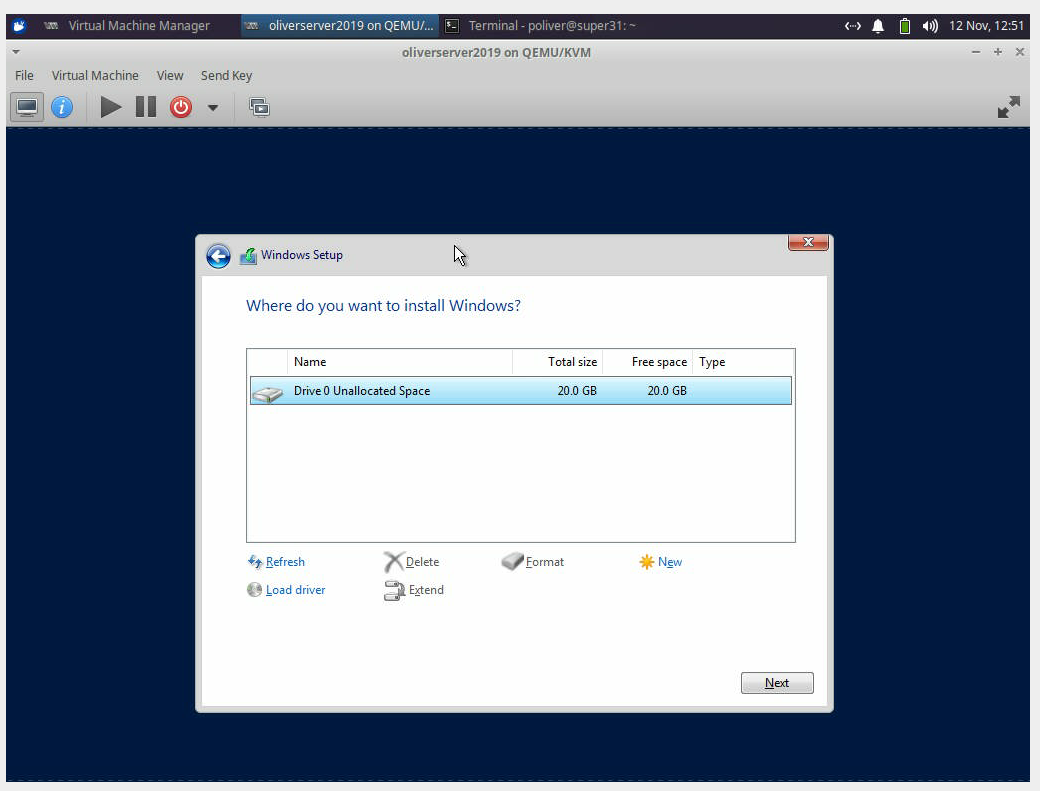 Virtual Machine Manager oliverserver2019 on QEMU/... Terminal - poliver@super31: ~ 12 Nov, 12:51
oliverserver2019 on QEMU/KVM
File Virtual Machine View Send Key
Windows Setup
Where do you want to install Windows?
Name Total size Free space Type
Drive 0 Unallocated Space 20.0 GB 20.0 GB
Refresh Delete Format New
Load driver Extend
Next